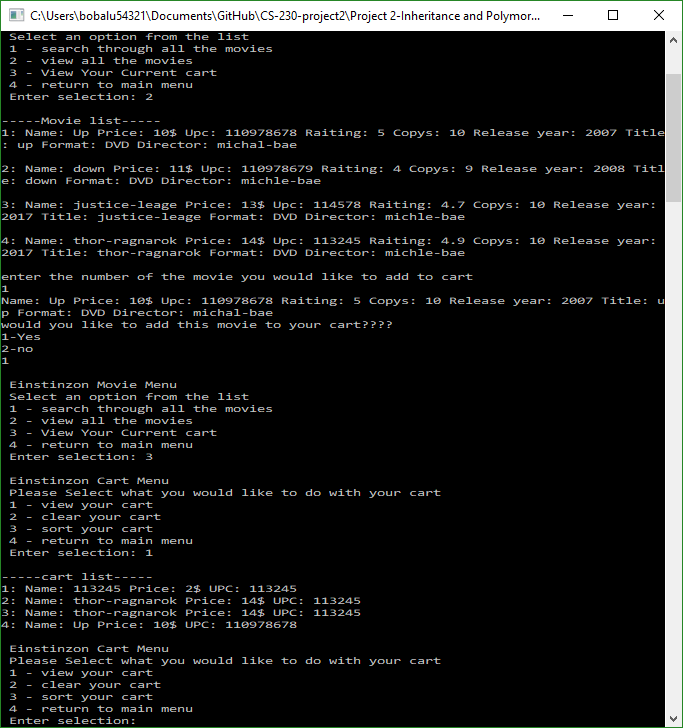 C:\Users\bobalu54321\Documents\GitHub\CS-230-project2\Project 2-Inheritance and Polymor...
Select an option from the list
1 - search through all the movies
2 - view all the movies
3 - View Your Current cart
4 - return to main menu
Enter selection: 2
-----Movie list-----
1: Name: Up Price: 10$ Upc: 110978678 Raiting: 5 Copys: 10 Release year: 2007 Title
: up Format: DVD Director: michal-bae
2: Name: down Price: 11$ Upc: 110978679 Raiting: 4 Copys: 9 Release year: 2008 Titl
e: down Format: DVD Director: michle-bae
3: Name: justice-leage Price: 13$ Upc: 114578 Raiting: 4.7 Copys: 10 Release year:
2017 Title: justice-leage Format: DVD Director: michle-bae
4: Name: thor-ragnarok Price: 14$ Upc: 113245 Raiting: 4.9 Copys: 10 Release year:
2017 Title: thor-ragnarok Format: DVD Director: michle-bae
enter the number of the movie you would like to add to cart
1
Name: Up Price: 10$ Upc: 110978678 Raiting: 5 Copys: 10 Release year: 2007 Title: u
p Format: DVD Director: michal-bae
would you like to add this movie to your cart????
1-Yes
2-no
1
Einstinzon Movie Menu
Select an option from the list
1 - search through all the movies
2 - view all the movies
3 - View Your Current cart
4 - return to main menu
Enter selection: 3
Einstinzon Cart Menu
Please Select what you would like to do with your cart
1 - view your cart
2 - clear your cart
3 - sort your cart
4 - return to main menu
Enter selection: 1
-----cart list-----
1: Name: 113245 Price: 2$ UPC: 113245
2: Name: thor-ragnarok Price: 14$ UPC: 113245
3: Name: thor-ragnarok Price: 14$ UPC: 113245
4: Name: Up Price: 10$ UPC: 110978678
Einstinzon Cart Menu
Please Select what you would like to do with your cart
1 - view your cart
2 - clear your cart
3 - sort your cart
4 - return to main menu
Enter selection: